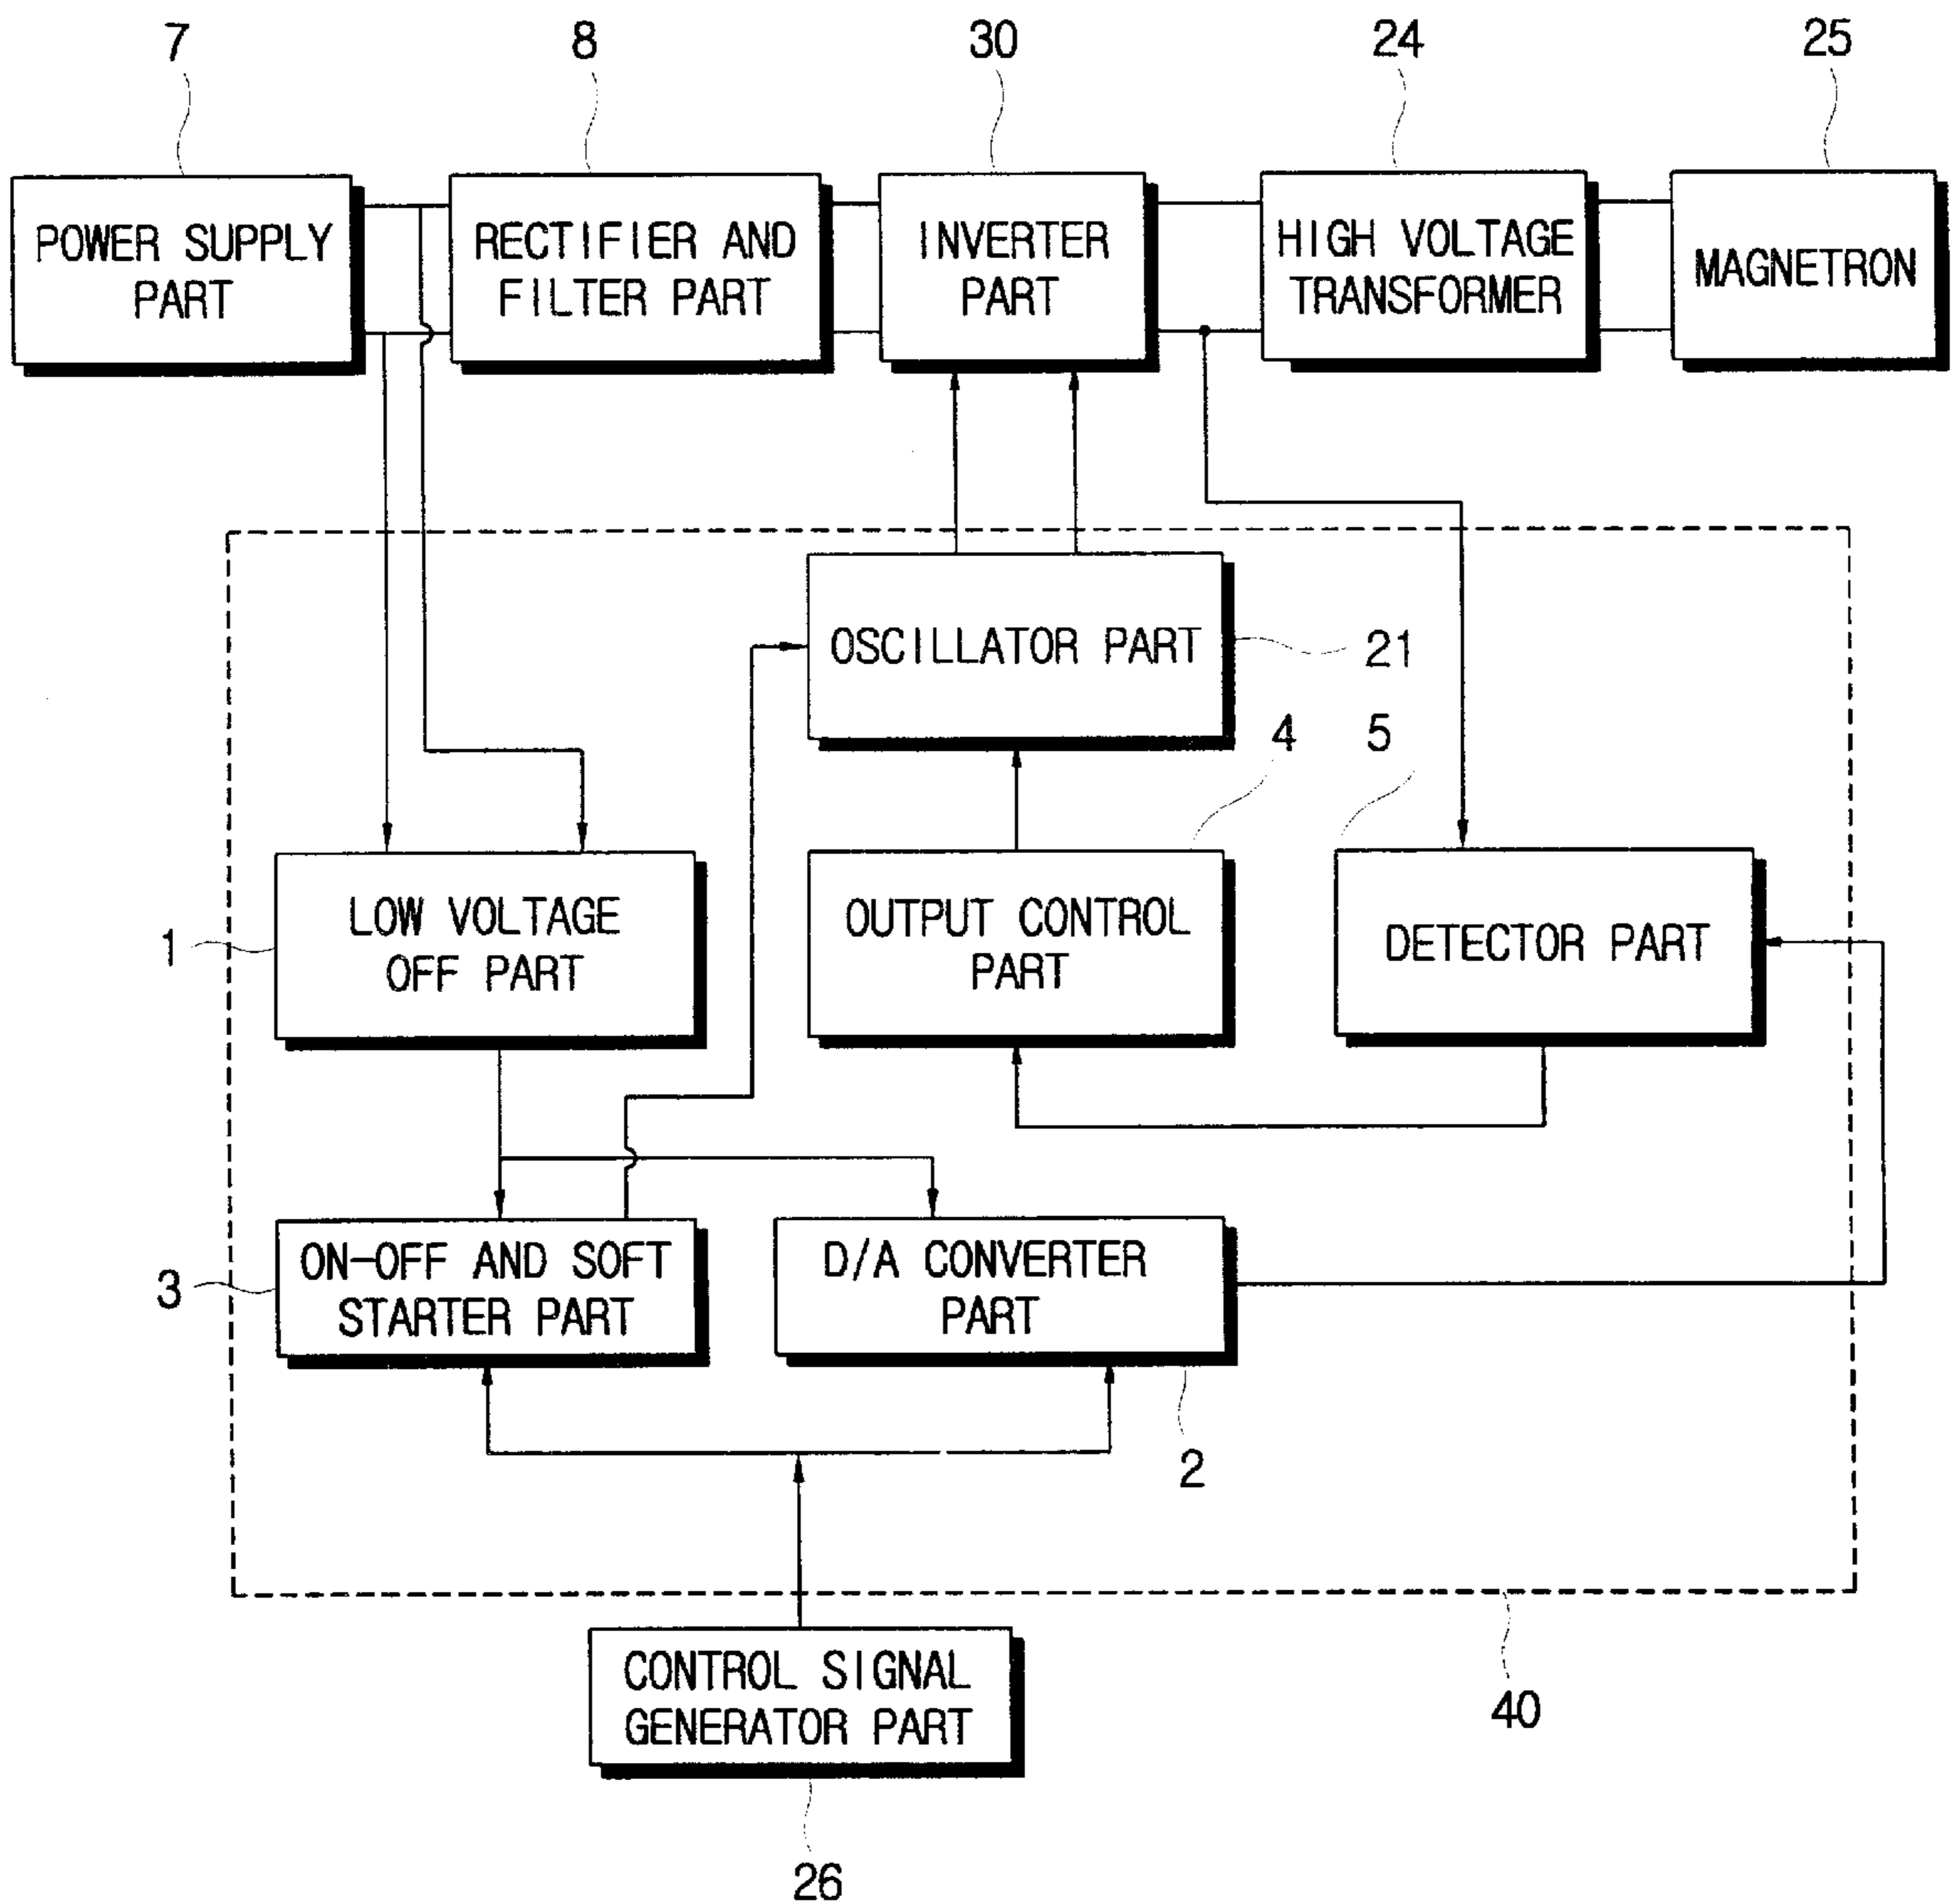 7
8
30
24
25
POWER SUPPLY
PART
RECTIFIER AND
FILTER PART
INVERTER
PART
HIGH VOLTAGE
TRANSFORMER
MAGNETRON
OSCILLATOR PART
21
4
5
1
LOW VOLTAGE
OFF PART
OUTPUT CONTROL
PART
DETECTOR PART
3
ON-OFF AND SOFT
STARTER PART
D/A CONVERTER
PART
2
CONTROL SIGNAL
GENERATOR PART
40
26